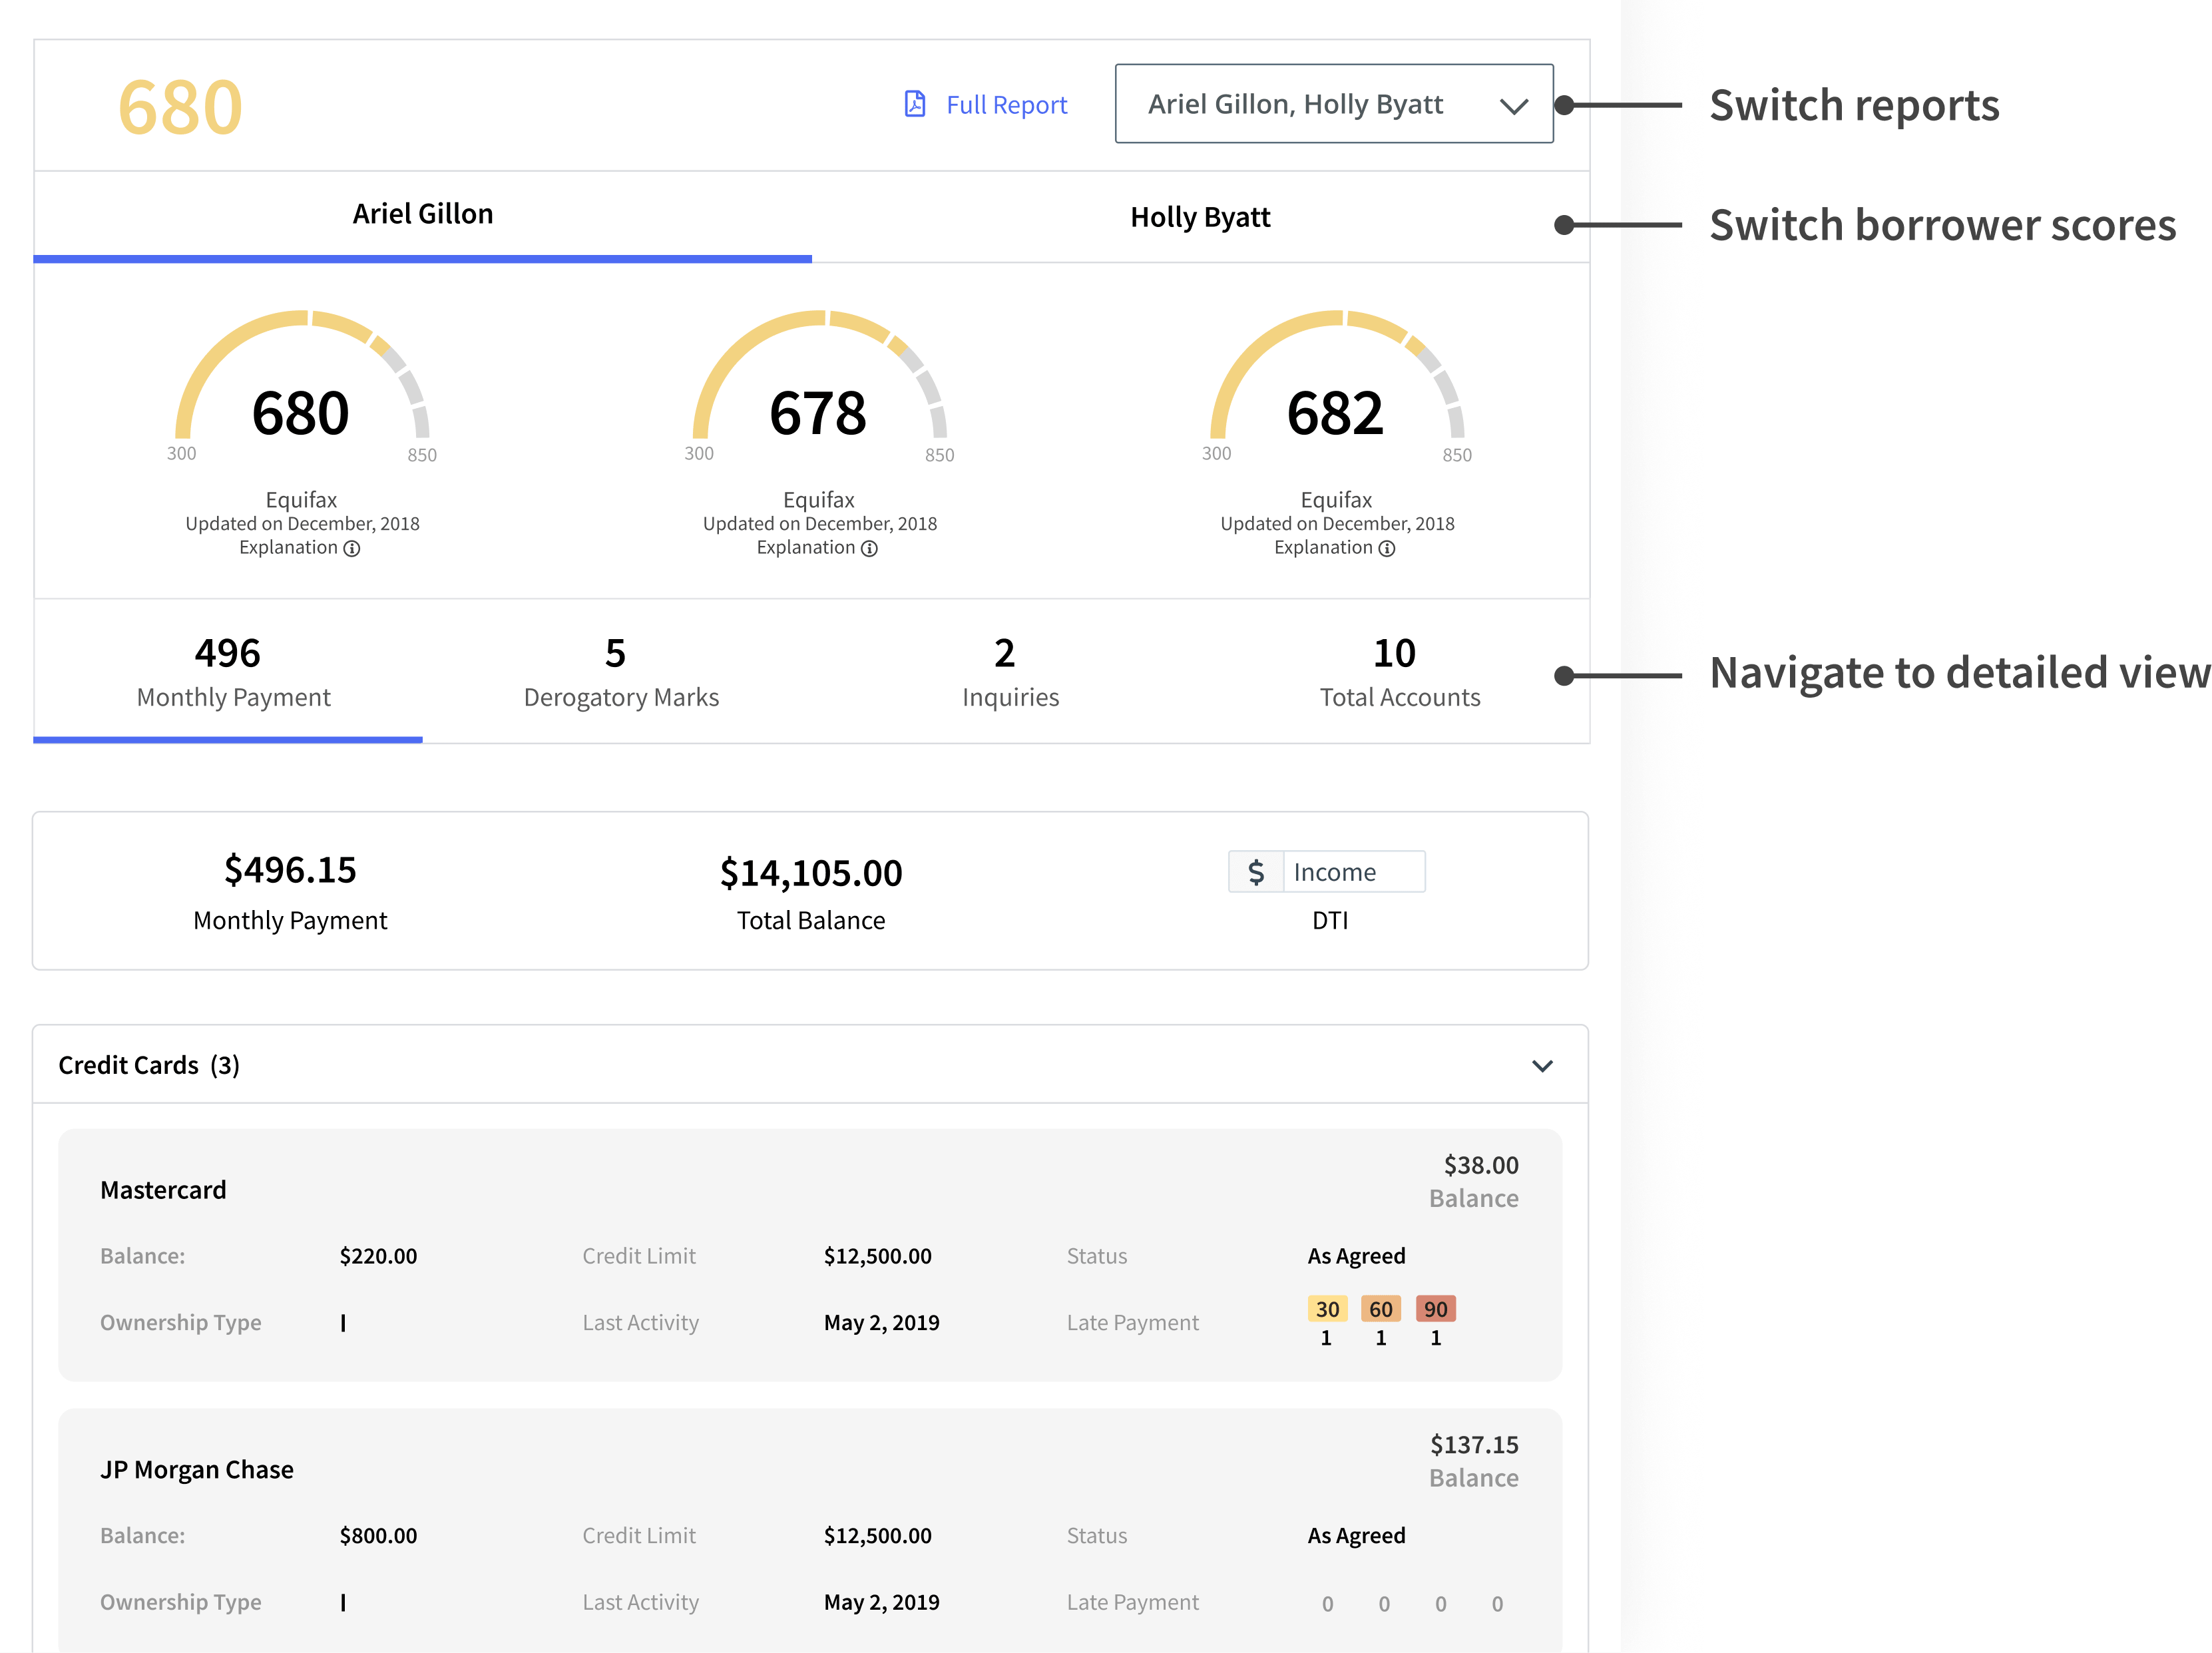 680
Full Report
Ariel Gillon, Holly Byatt
Switch reports
Ariel Gillon
Holly Byatt
Switch borrower scores
680
300
850
Equifax
Updated on December, 2018
Explanation
678
300
850
Equifax
Updated on December, 2018
Explanation
682
300
850
Equifax
Updated on December, 2018
Explanation
496
Monthly Payment
5
Derogatory Marks
2
Inquiries
10
Total Accounts
Navigate to detailed view
$496.15
Monthly Payment
$14,105.00
Total Balance
$ Income
DTI
Credit Cards (3)
Mastercard
$38.00
Balance
Balance: $220.00 Credit Limit $12,500.00 Status As Agreed
Ownership Type I Last Activity May 2, 2019 Late Payment 30 60 90
1 1 1
JP Morgan Chase
$137.15
Balance
Balance: $800.00 Credit Limit $12,500.00 Status As Agreed
Ownership Type I Last Activity May 2, 2019 Late Payment 0 0 0 0